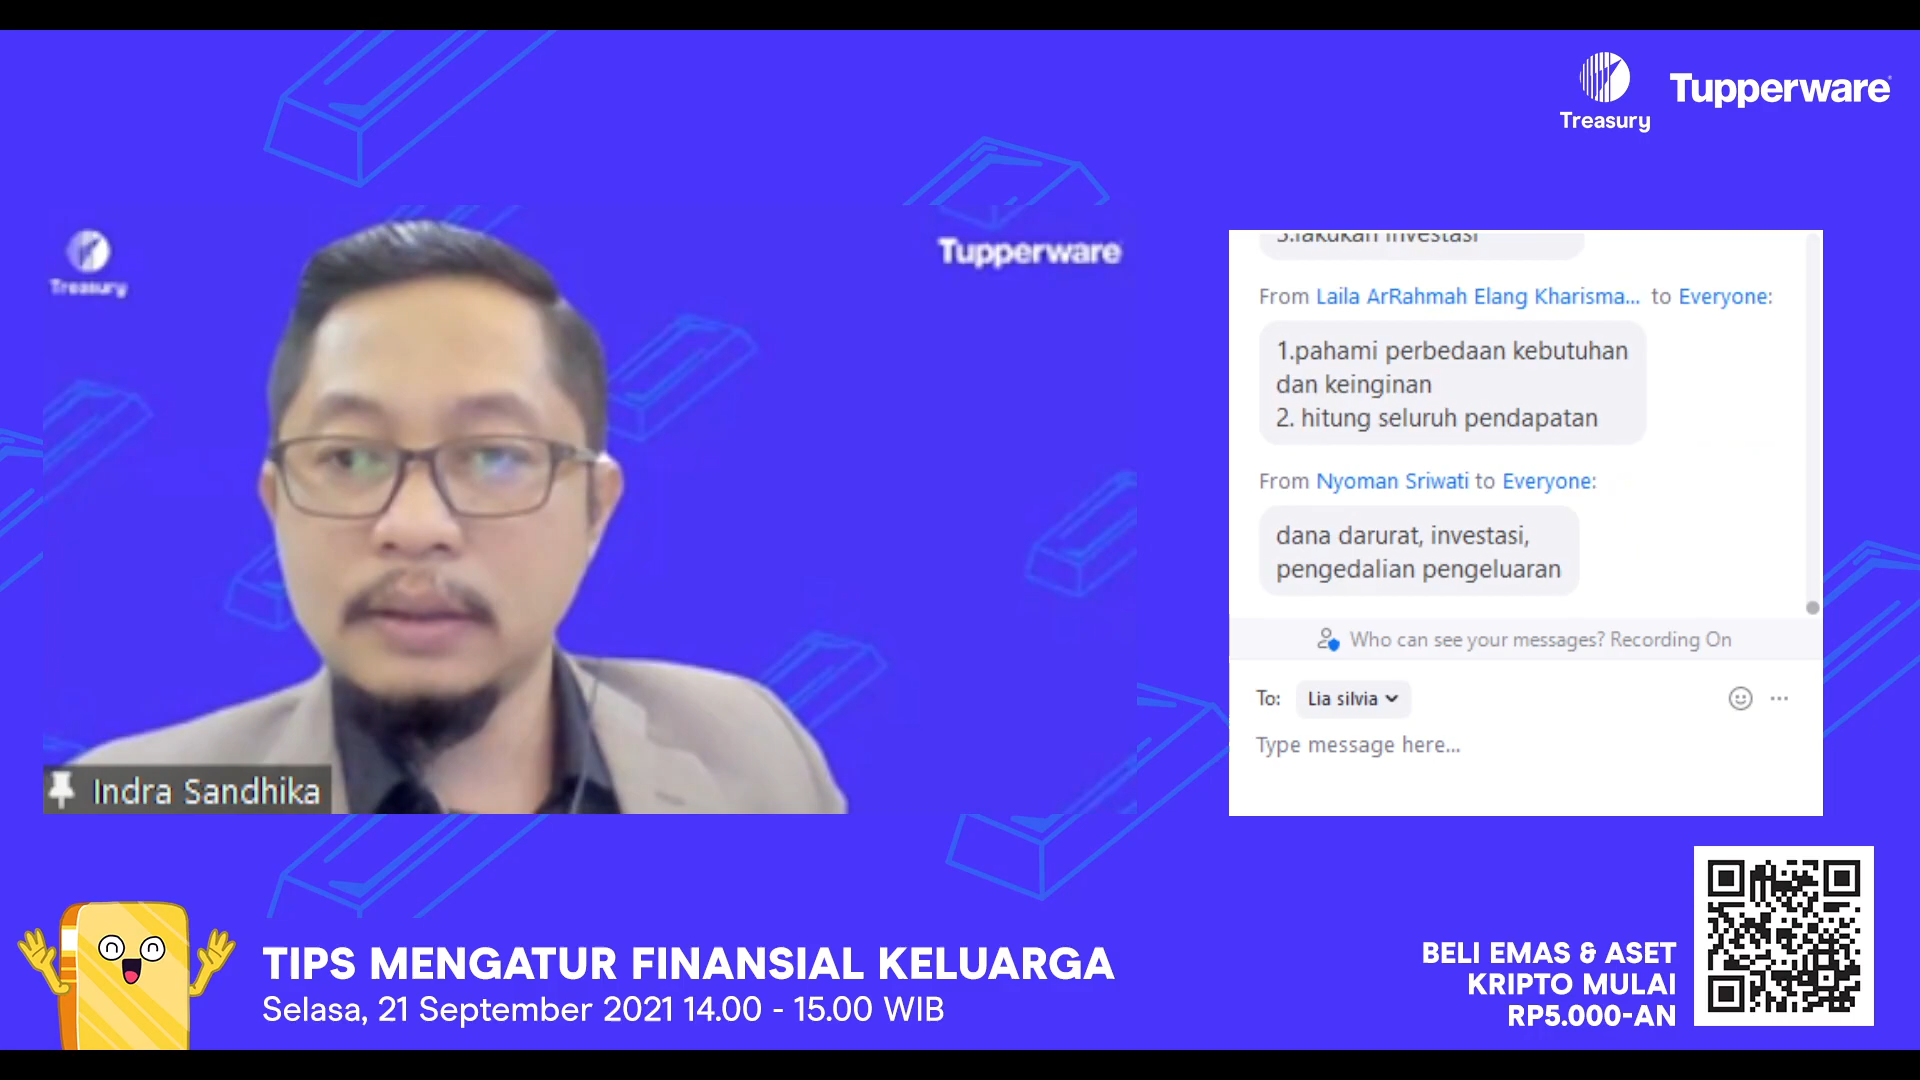 Treasury
Tupperware
Treasury
Tupperware
3.lakukan investasi
From Laila ArRahmah Elang Kharisma... to Everyone:
1.pahami perbedaan kebutuhan
dan keinginan
2. hitung seluruh pendapatan
From Nyoman Sriwati to Everyone:
dana darurat, investasi,
pengedalian pengeluaran
Who can see your messages? Recording On
To: Lia silvia
Type message here...
Indra Sandhika
TIPS MENGATUR FINANSIAL KELUARGA
Selasa, 21 September 2021 14.00 - 15.00 WIB
BELI EMAS & ASET
KRIPTO MULAI
RP5.000-AN